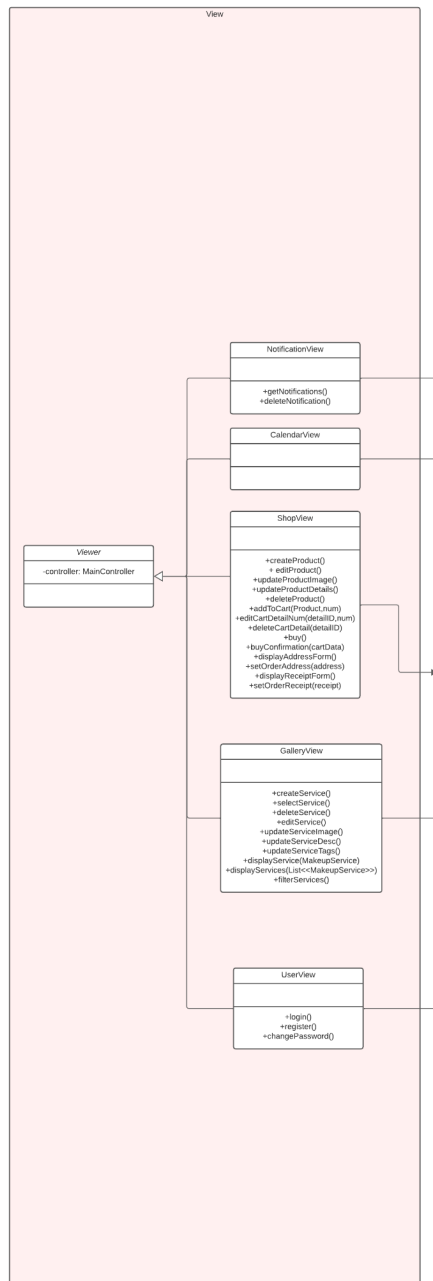 View
NotificationView
+getNotifications()
+deleteNotification()
CalendarView
Viewer
-controller: MainController
ShopView
+createProduct()
+ editProduct()
+updateProductImage()
+updateProductDetails()
+deleteProduct()
+addToCart(Product,num)
+editCartDetailNum(detailID,num)
+deleteCartDetail(detailID)
+buy()
+buyConfirmation(cartData)
+displayAddressForm()
+setOrderAddress(address)
+displayReceiptForm()
+setOrderReceipt(receipt)
GalleryView
+createService()
+selectService()
+deleteService()
+editService()
+updateServiceImage()
+updateServiceDesc()
+updateServiceTags()
+displayService(MakeupService)
+displayServices(List<<MakeupService>>)
+filterServices()
UserView
+login()
+register()
+changePassword()